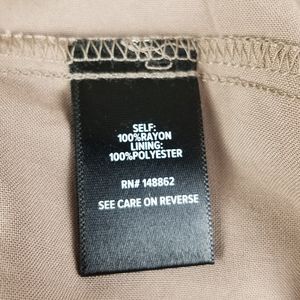 SELF:
100%RAYON
LINING:
100%POLYESTER
RN# 148862
SEE CARE ON REVERSE